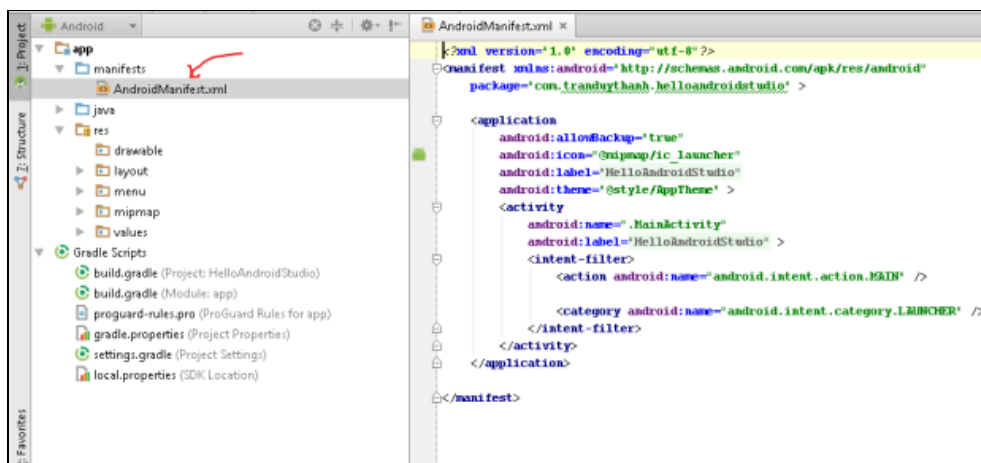 1: Project
7: Structure
Favorites
Android
app
manifests
AndroidManifest.xml
java
res
drawable
layout
menu
mipmap
values
Gradle Scripts
build.gradle (Project: HelloAndroidStudio)
build.gradle (Module: app)
proguard-rules.pro (ProGuard Rules for app)
gradle.properties (Project Properties)
settings.gradle (Project Settings)
local.properties (SDK Location)
AndroidManifest.xml
<?xml version="1.0" encoding="utf-8"?>
<manifest xmlns:android="http://schemas.android.com/apk/res/android"
package="com.tranduythanh.helloandroidstudio" >
<application
android:allowBackup="true"
android:icon="@mipmap/ic_launcher"
android:label="HelloAndroidStudio"
android:theme="@style/AppTheme" >
<activity
android:name=".MainActivity"
android:label="HelloAndroidStudio" >
<intent-filter>
<action android:name="android.intent.action.MAIN" />
<category android:name="android.intent.category.LAUNCHER" />
</intent-filter>
</activity>
</application>
</manifest>